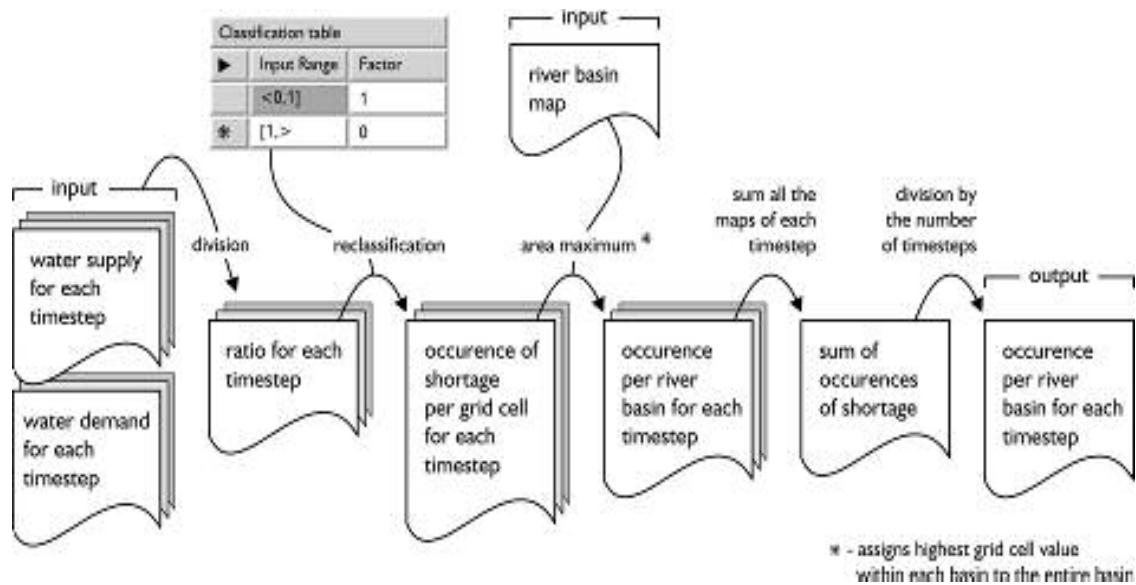 Classification table
▶ Input Range Factor
<0,1] 1
* [1,> 0
input
river basin
map
input
water supply
for each
timestep
water demand
for each
timestep
division
reclassification
area maximum *
sum all the
maps of each
timestep
division by
the number
of timesteps
ratio for each
timestep
occurence of
shortage
per grid cell
for each
timestep
occurence
per river
basin for each
timestep
sum of
occurences
of shortage
output
occurence
per river
basin for each
timestep
* - assigns highest grid cell value
within each basin to the entire basin